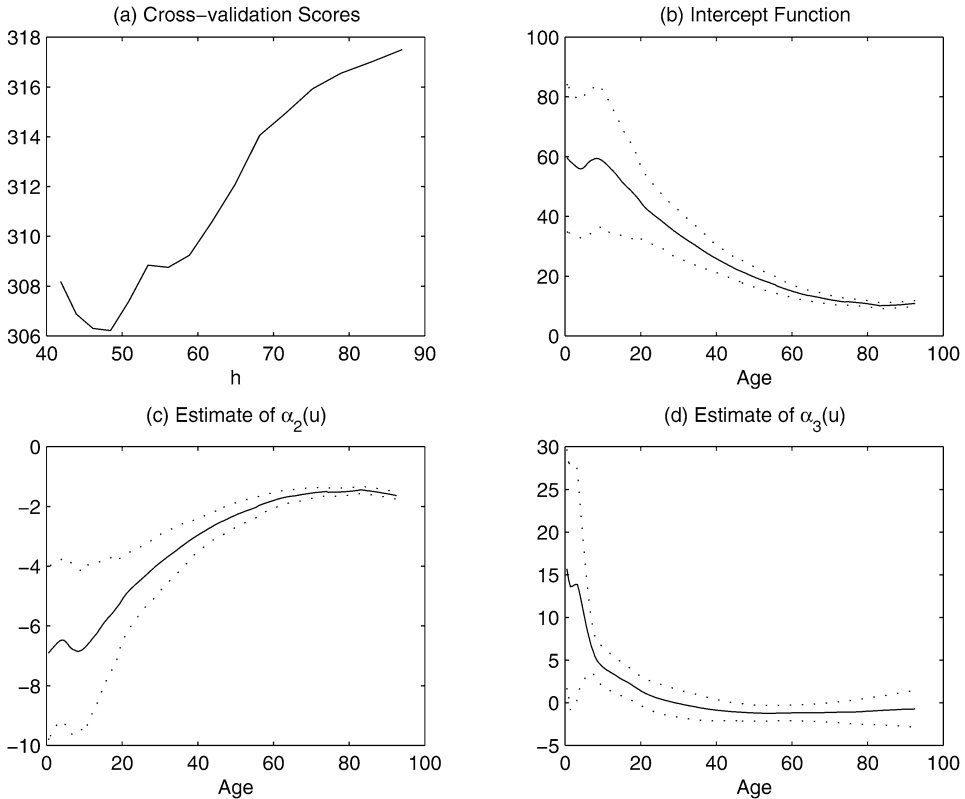 (a) Cross−validation Scores
318
316
314
312
310
308
306
40 50 60 70 80 90
h
(b) Intercept Function
100
80
60
40
20
0
0 20 40 60 80 100
Age
(c) Estimate of α2(u)
0
−2
−4
−6
−8
−10
0 20 40 60 80 100
Age
(d) Estimate of α3(u)
30
25
20
15
10
5
0
−5
0 20 40 60 80 100
Age